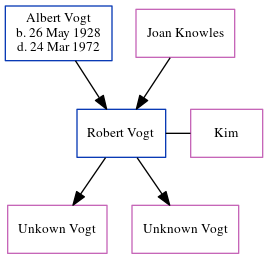 Albert Vogt
b. 26 May 1928
d. 24 Mar 1972
Joan Knowles
Robert Vogt
Kim
Unkown Vogt
Unknown Vogt